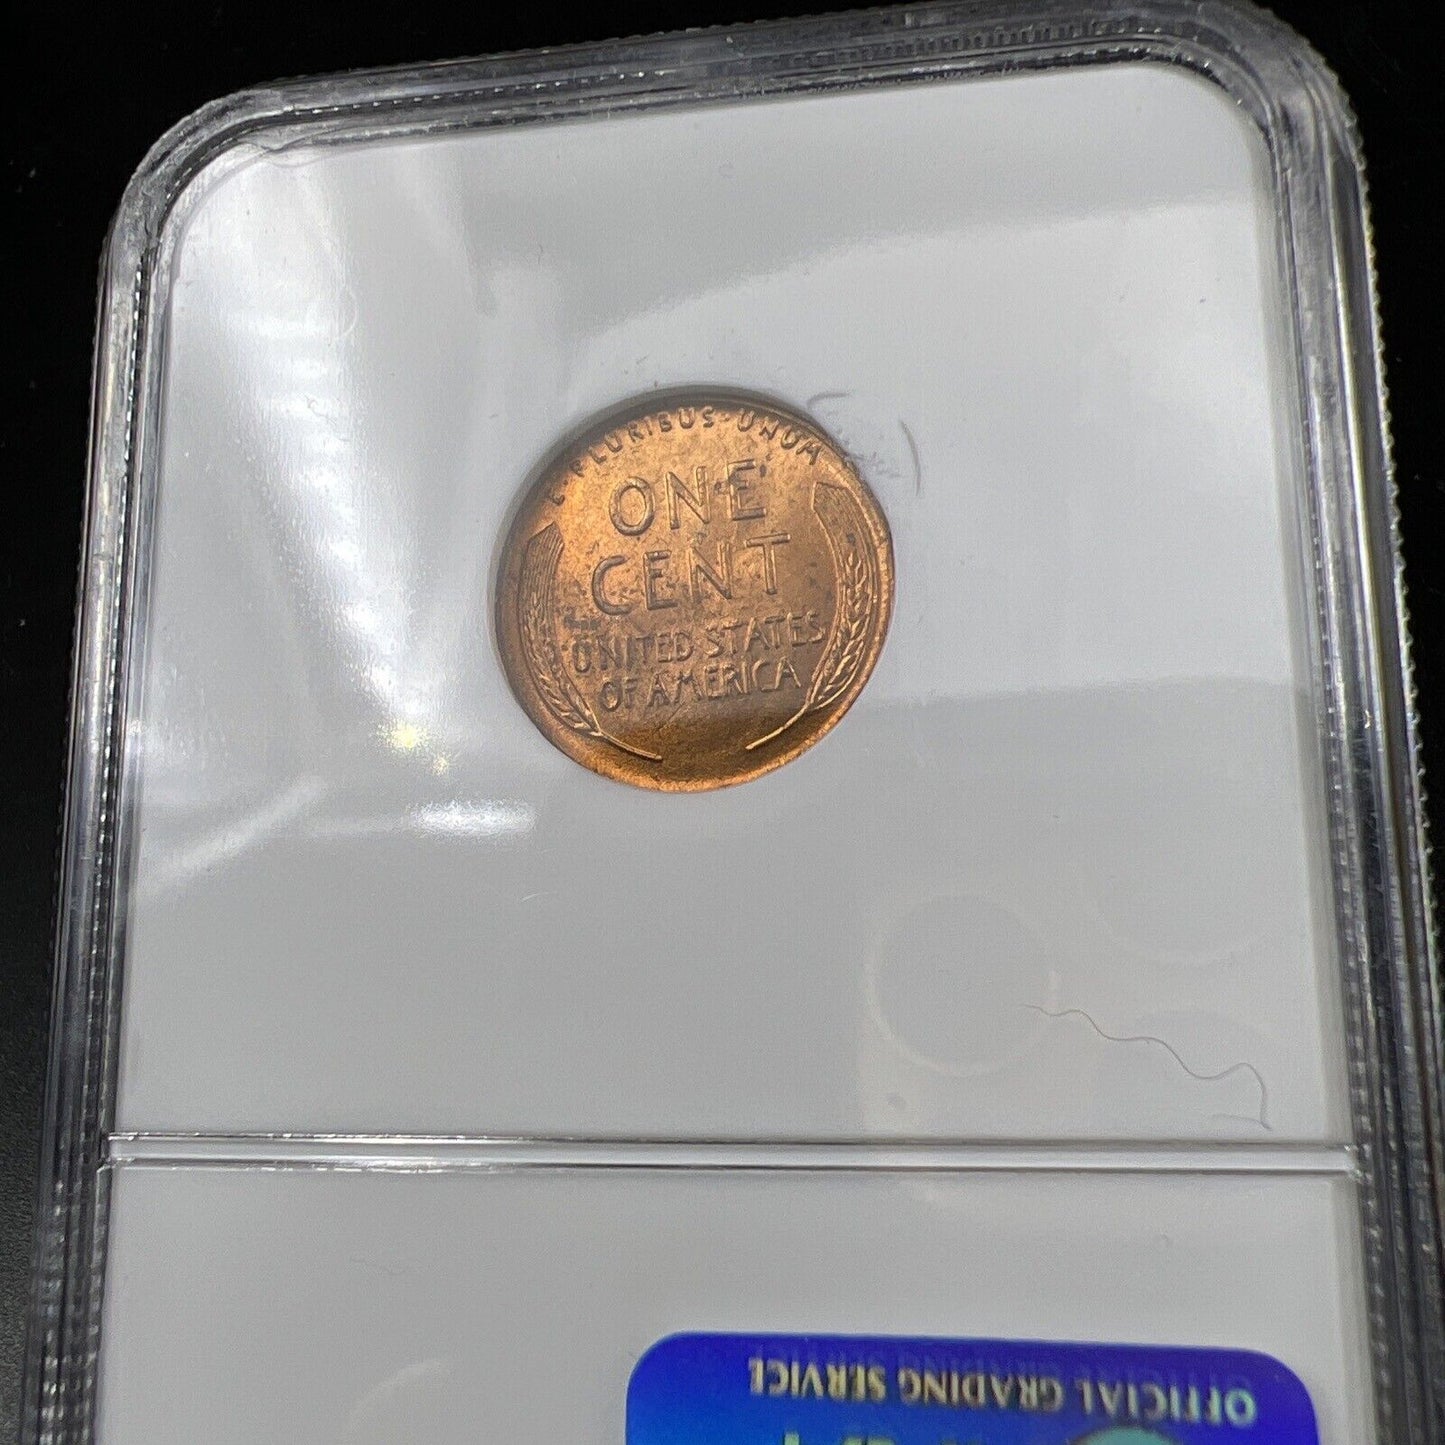 E·PLURIBUS·UNUM
ONE
CENT
UNITED STATES
OF AMERICA
OFFICIAL GRADING SERVICE